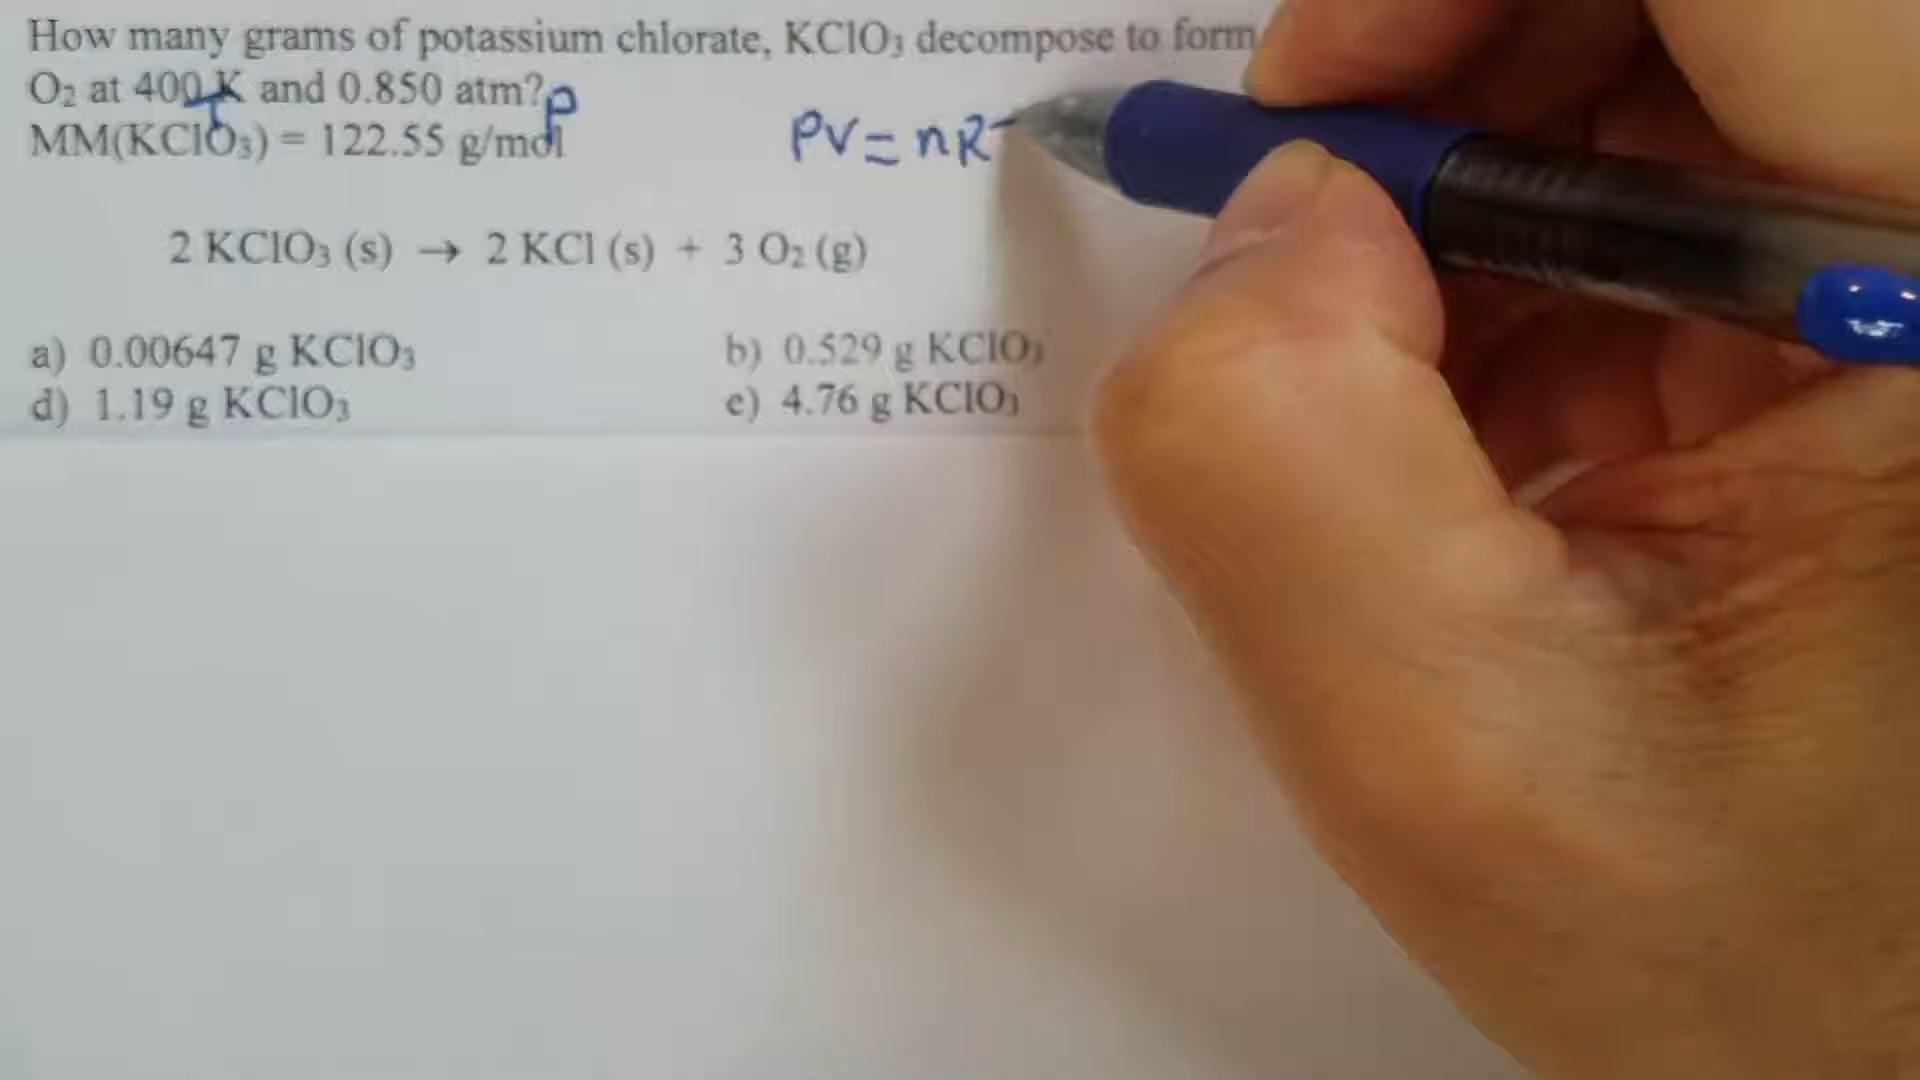 How many grams of potassium chlorate, KClO₃ decompose to form
O₂ at 400 K and 0.850 atm?
T P
MM(KClO₃) = 122.55 g/mol
PV = nRT
2 KClO₃ (s) → 2 KCl (s) + 3 O₂ (g)
a) 0.00647 g KClO₃ b) 0.529 g KClO₃
d) 1.19 g KClO₃ e) 4.76 g KClO₃